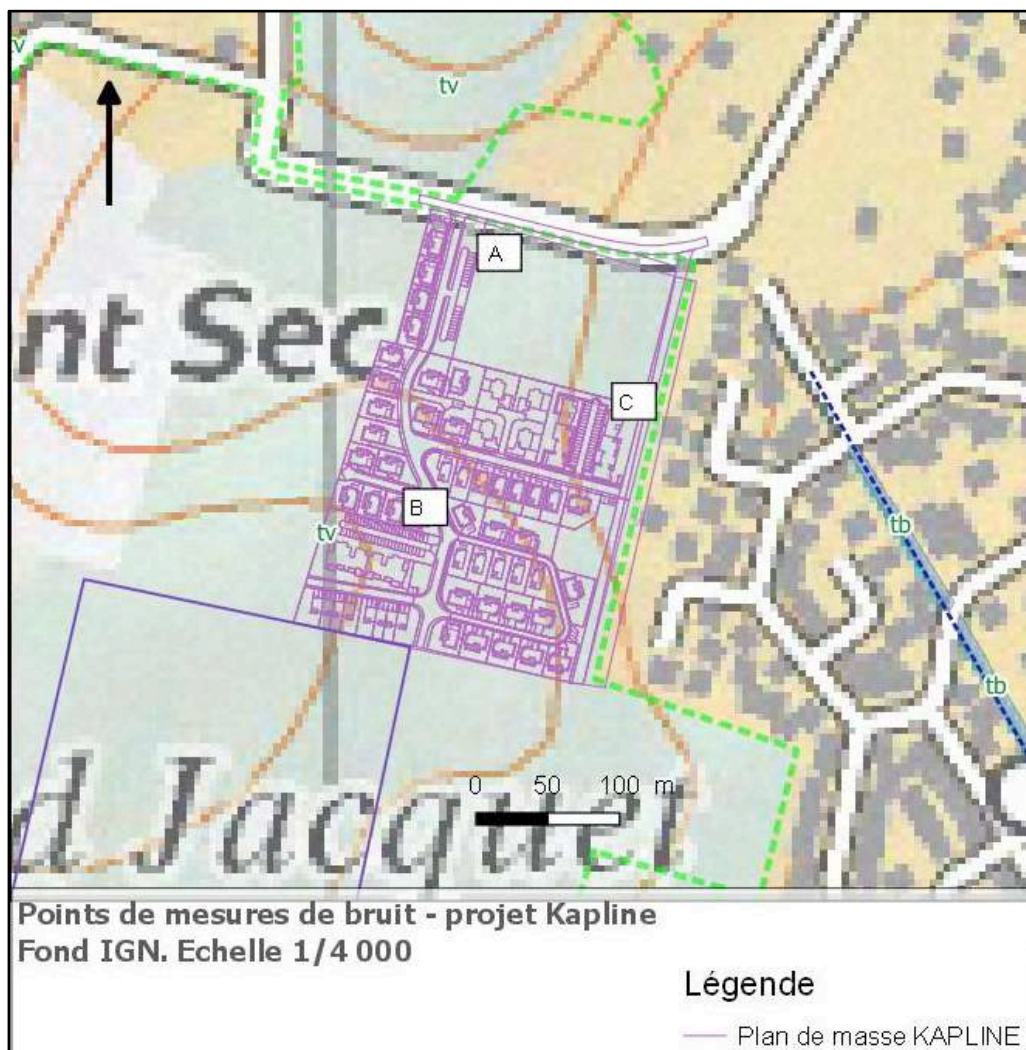 v
tv
A
nt Sec
C
B
tv
tb
tb
0 50 100 m
d Jacquel
Points de mesures de bruit - projet Kapline
Fond IGN. Echelle 1/4 000
Légende
Plan de masse KAPLINE